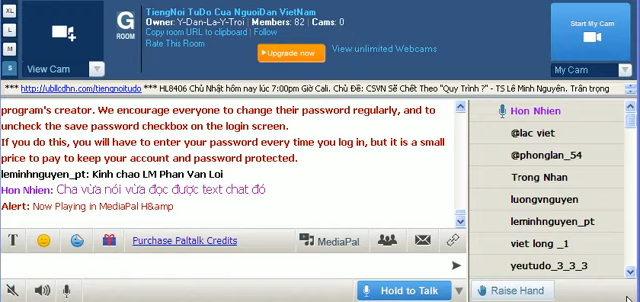 XL
L
M
S
View Cam
G
ROOM
TiengNoi TuDo Cua NguoiDan VietNam
Owner: Y-Dan-La-Y-Troi | Members: 82 | Cams: 0
Copy room URL to clipboard | Follow
Rate This Room
Upgrade now
View unlimited Webcams
Start My Cam
My Cam
*** http://ubllcdhn.com/tiengnoitudo *** HL8406 Chủ Nhật hôm nay lúc 7:00pm Giờ Cali. Chủ Đề: CSVN Sẽ Chết Theo "Quy Trình ?" - TS Lê Minh Nguyên. Trân trọng
program's creator. We encourage everyone to change their password regularly, and to
uncheck the save password checkbox on the login screen.
If you do this, you will have to enter your password every time you log in, but it is a small
price to pay to keep your account and password protected.
leminhnguyen_pt: Kinh chao LM Phan Van Loi
Hon Nhien: Cha vừa nói vừa đọc được text chat đó
Alert: Now Playing in MediaPal H&amp
T
Purchase Paltalk Credits
MediaPal
Hold to Talk
Hon Nhien
@lac viet
@phonglan_54
Trong Nhan
luongvnguyen
leminhnguyen_pt
viet long _1
yeutudo_3_3_3
Raise Hand